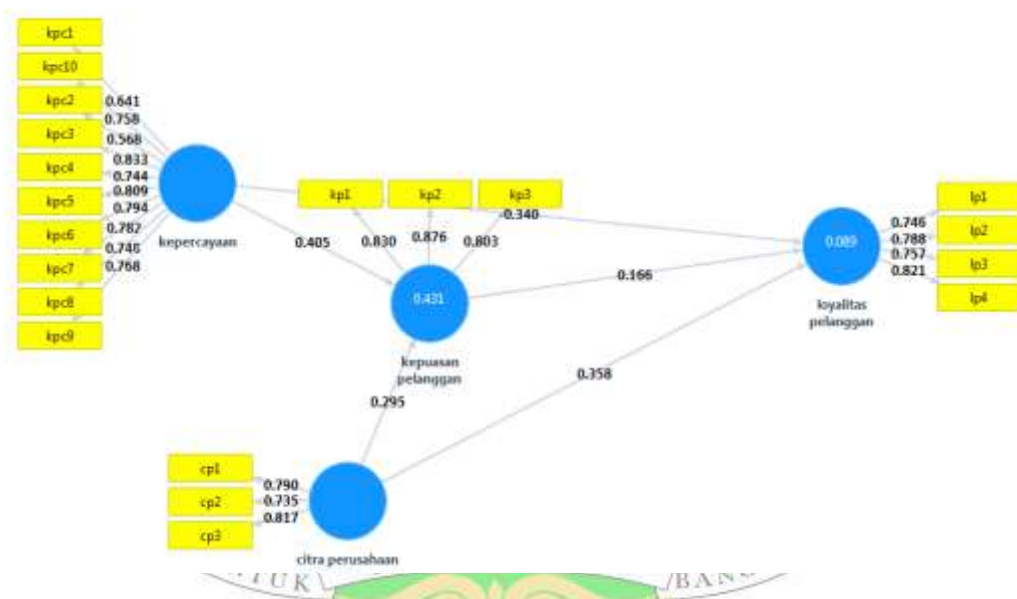 kpc1
kpc10
kpc2
kpc3
kpc4
kpc5
kpc6
kpc7
kpc8
kpc9
0.641
0.758
0.568
0.833
0.744
0.809
0.794
0.782
0.746
0.768
kepercayaan
kp1
kp2
kp3
0.830
0.876
0.803
-0.340
0.405
0.431
kepuasan
pelanggan
0.166
0.089
loyalitas
pelanggan
lp1
lp2
lp3
lp4
0.746
0.788
0.757
0.821
0.295
0.358
cp1
cp2
cp3
0.790
0.735
0.817
citra perusahaan
NTUK
BANG